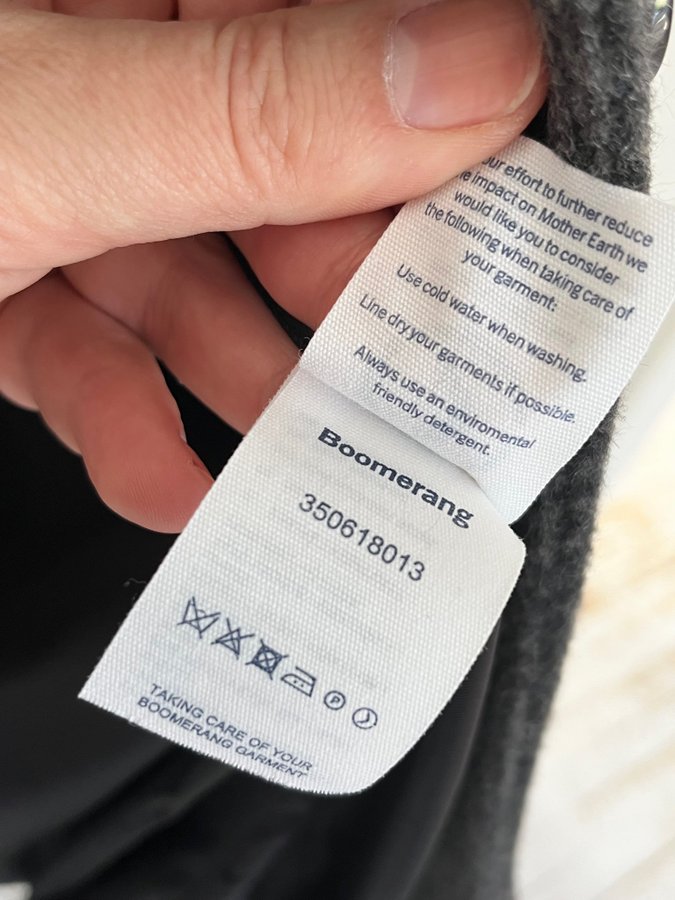 our effort to further reduce
impact on Mother Earth we
would like you to consider
the following when taking care of
your garment:
Use cold water when washing.
Line dry your garments if possible.
Always use an enviromental
friendly detergent.
Boomerang
350618013
P
TAKING CARE OF YOUR
BOOMERANG GARMENT